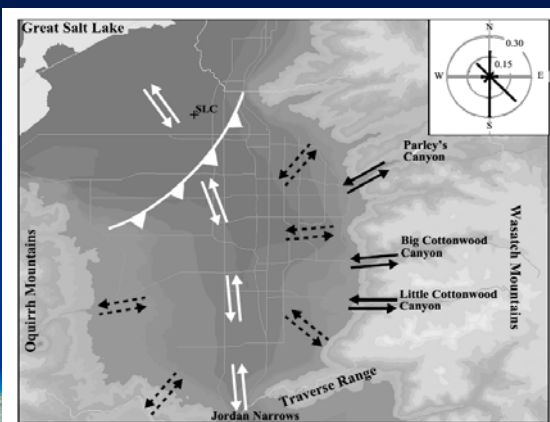 Great Salt Lake
N
0.30
0.15
W
E
S
SLC
Parley's
Canyon
Big Cottonwood
Canyon
Little Cottonwood
Canyon
Wasatch Mountains
Oquirrh Mountains
Traverse Range
Jordan Narrows